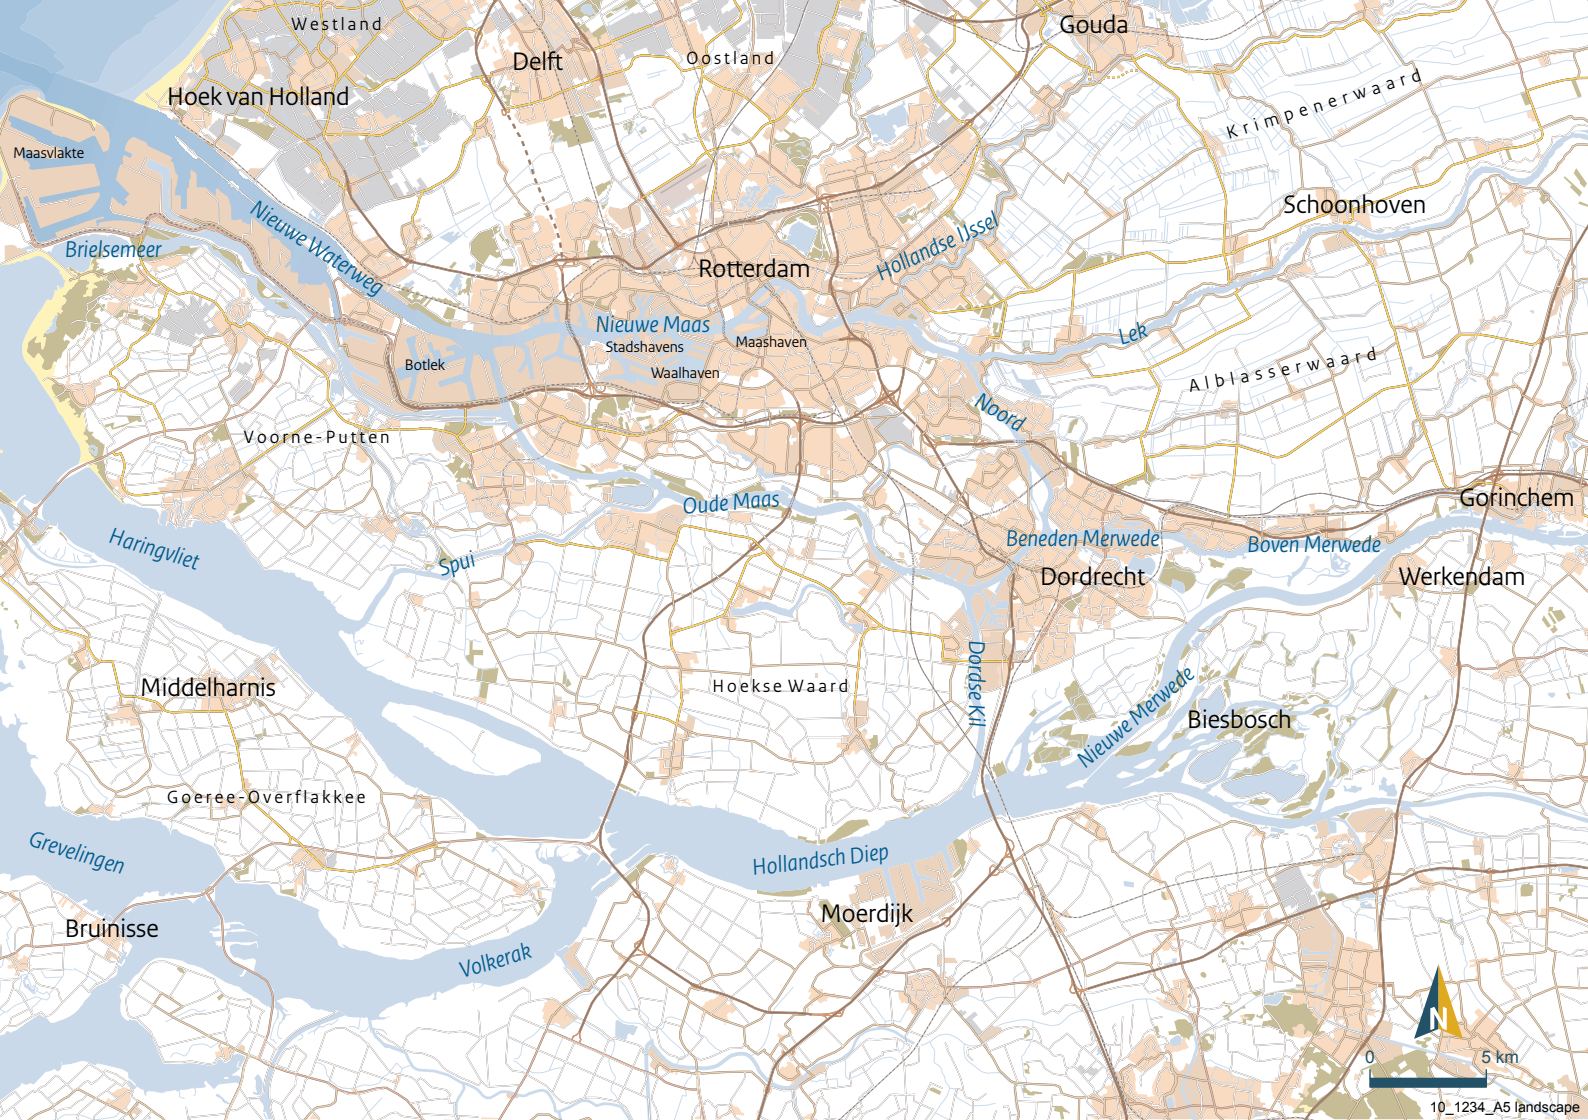 Westland
Gouda
Delft
Oostland
Hoek van Holland
Krimpenerwaard
Maasvlakte
Schoonhoven
Nieuwe Waterweg
Brielsemeer
Hollandse IJssel
Rotterdam
Nieuwe Maas
Lek
Stadshavens
Maashaven
Botlek
Waalhaven
Alblasserwaard
Noord
Voorne-Putten
Oude Maas
Gorinchem
Haringvliet
Spui
Beneden Merwede
Boven Merwede
Dordrecht
Werkendam
Middelharnis
Hoekse Waard
Dordse Kil
Nieuwe Merwede
Biesbosch
Goeree-Overflakkee
Grevelingen
Hollandsch Diep
Moerdijk
Bruinisse
Volkerak
N
0 5 km
10_1234_A5 landscape